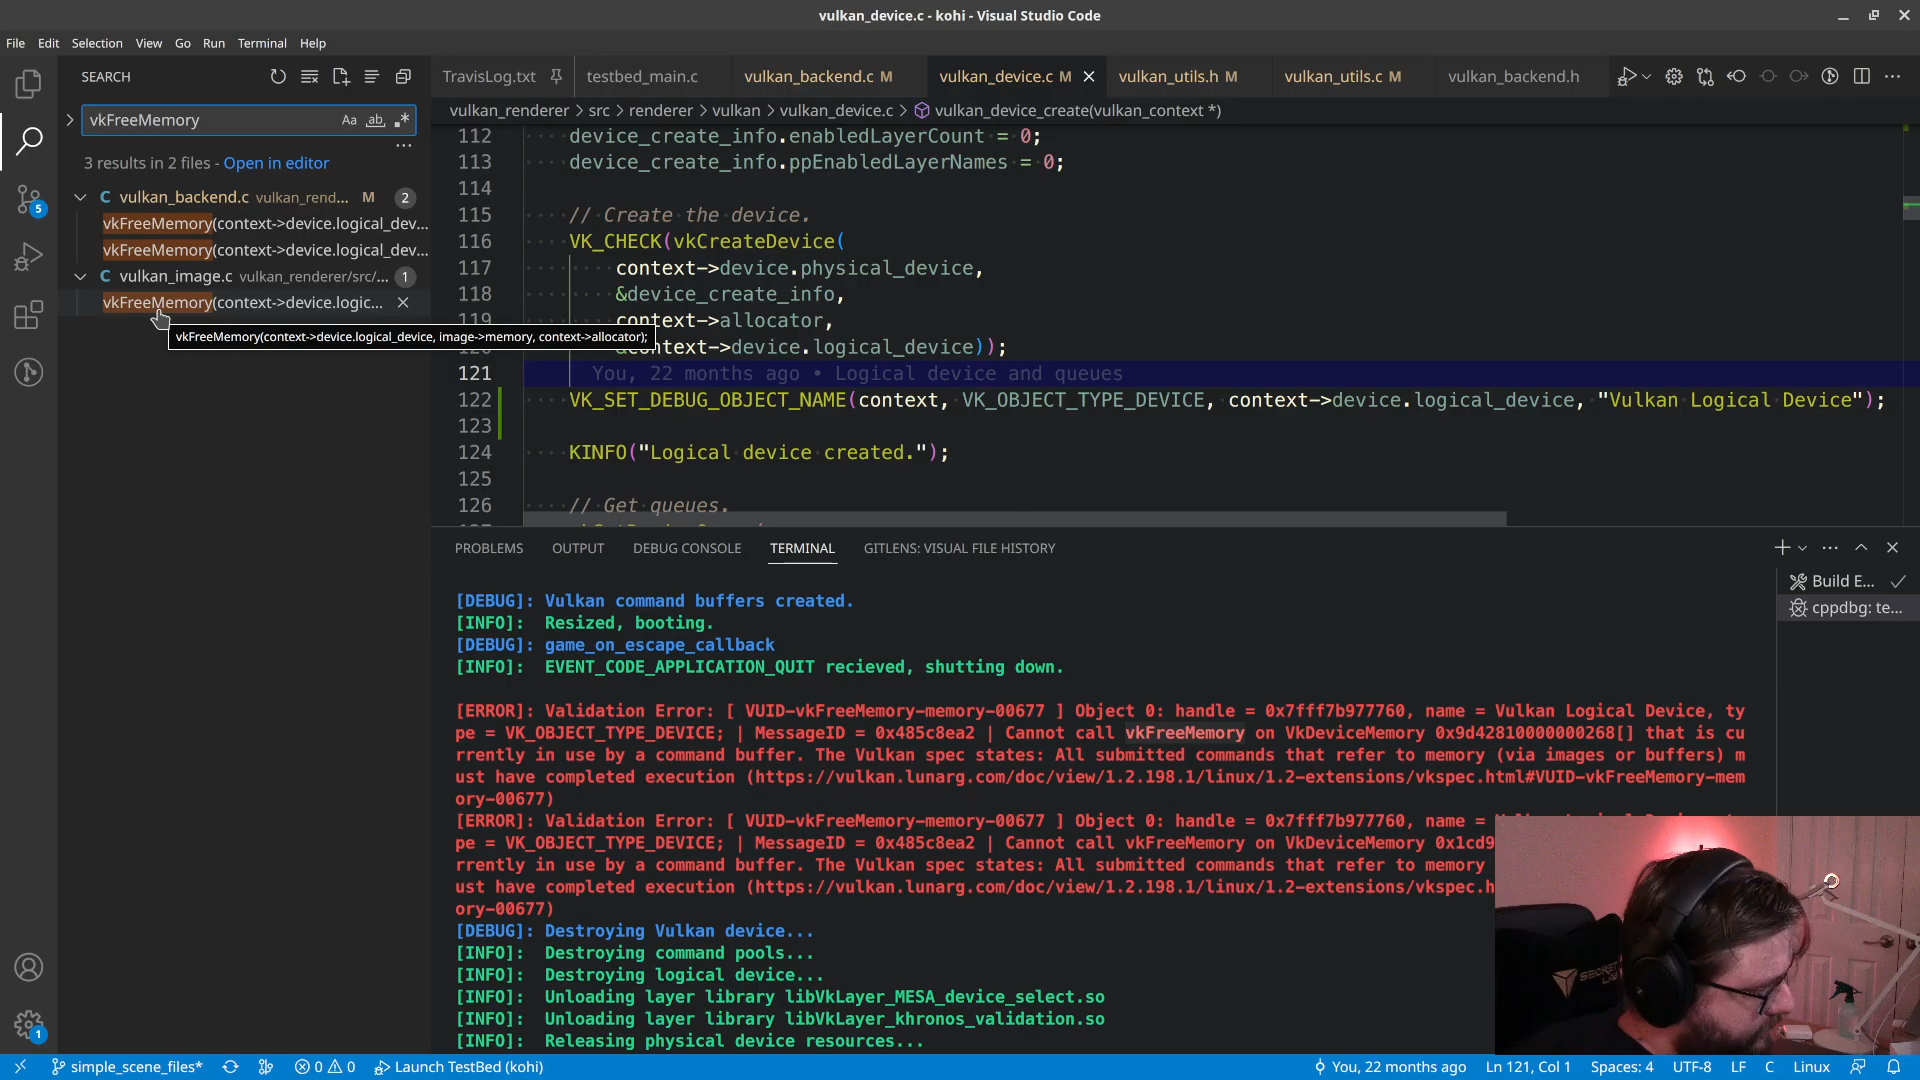 vulkan_device.c - kohi - Visual Studio Code
File Edit Selection View Go Run Terminal Help
SEARCH
vkFreeMemory
Aa ab .*
3 results in 2 files - Open in editor
C vulkan_backend.c vulkan_rend... M 2
vkFreeMemory(context->device.logical_dev...
vkFreeMemory(context->device.logical_dev...
C vulkan_image.c vulkan_renderer/src/... 1
vkFreeMemory(context->device.logic...
vkFreeMemory(context->device.logical_device, image->memory, context->allocator);
5
1
TravisLog.txt testbed_main.c vulkan_backend.c M vulkan_device.c M vulkan_utils.h M vulkan_utils.c M vulkan_backend.h
vulkan_renderer > src > renderer > vulkan > vulkan_device.c > vulkan_device_create(vulkan_context *)
112 device_create_info.enabledLayerCount = 0;
113 device_create_info.ppEnabledLayerNames = 0;
114
115 // Create the device.
116 VK_CHECK(vkCreateDevice(
117 context->device.physical_device,
118 &device_create_info,
119 context->allocator,
context->device.logical_device));
121 You, 22 months ago • Logical device and queues
122 VK_SET_DEBUG_OBJECT_NAME(context, VK_OBJECT_TYPE_DEVICE, context->device.logical_device, "Vulkan Logical Device");
123
124 KINFO("Logical device created.");
125
126 // Get queues.
PROBLEMS OUTPUT DEBUG CONSOLE TERMINAL GITLENS: VISUAL FILE HISTORY
Build E...
cppdbg: te...
[DEBUG]: Vulkan command buffers created.
[INFO]: Resized, booting.
[DEBUG]: game_on_escape_callback
[INFO]: EVENT_CODE_APPLICATION_QUIT recieved, shutting down.
[ERROR]: Validation Error: [ VUID-vkFreeMemory-memory-00677 ] Object 0: handle = 0x7fff7b977760, name = Vulkan Logical Device, ty
pe = VK_OBJECT_TYPE_DEVICE; | MessageID = 0x485c8ea2 | Cannot call vkFreeMemory on VkDeviceMemory 0x9d42810000000268[] that is cu
rrently in use by a command buffer. The Vulkan spec states: All submitted commands that refer to memory (via images or buffers) m
ust have completed execution (https://vulkan.lunarg.com/doc/view/1.2.198.1/linux/1.2-extensions/vkspec.html#VUID-vkFreeMemory-mem
ory-00677)
[ERROR]: Validation Error: [ VUID-vkFreeMemory-memory-00677 ] Object 0: handle = 0x7fff7b977760, name =
pe = VK_OBJECT_TYPE_DEVICE; | MessageID = 0x485c8ea2 | Cannot call vkFreeMemory on VkDeviceMemory 0x1cd9
rrently in use by a command buffer. The Vulkan spec states: All submitted commands that refer to memory
ust have completed execution (https://vulkan.lunarg.com/doc/view/1.2.198.1/linux/1.2-extensions/vkspec.h
ory-00677)
[DEBUG]: Destroying Vulkan device...
[INFO]: Destroying command pools...
[INFO]: Destroying logical device...
[INFO]: Unloading layer library libVkLayer_MESA_device_select.so
[INFO]: Unloading layer library libVkLayer_khronos_validation.so
[INFO]: Releasing physical device resources...
simple_scene_files* 0 0 Launch TestBed (kohi) You, 22 months ago Ln 121, Col 1 Spaces: 4 UTF-8 LF C Linux